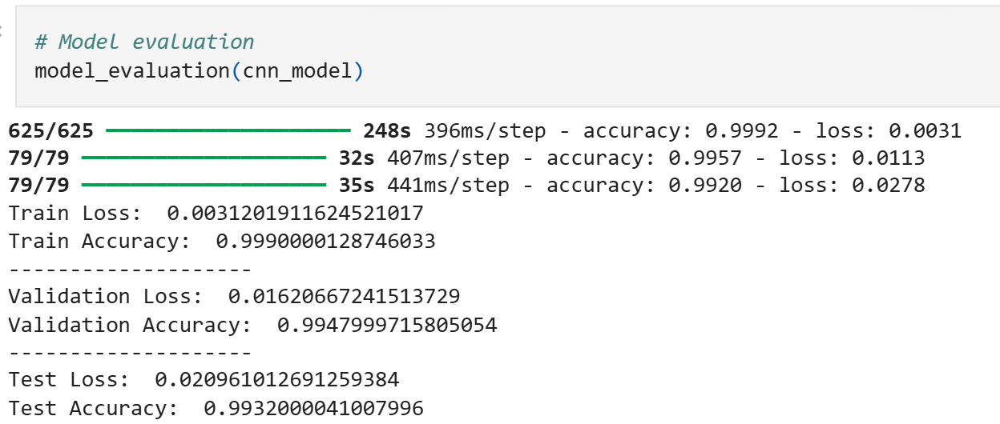 # Model evaluation
model_evaluation(cnn_model)
625/625 ━━━━━━━━━━━━━━━━━━━━ 248s 396ms/step - accuracy: 0.9992 - loss: 0.0031
79/79 ━━━━━━━━━━━━━━━━━━━━ 32s 407ms/step - accuracy: 0.9957 - loss: 0.0113
79/79 ━━━━━━━━━━━━━━━━━━━━ 35s 441ms/step - accuracy: 0.9920 - loss: 0.0278
Train Loss:  0.0031201911624521017
Train Accuracy:  0.9990000128746033
--------------------
Validation Loss:  0.01620667241513729
Validation Accuracy:  0.9947999715805054
--------------------
Test Loss:  0.020961012691259384
Test Accuracy:  0.9932000041007996